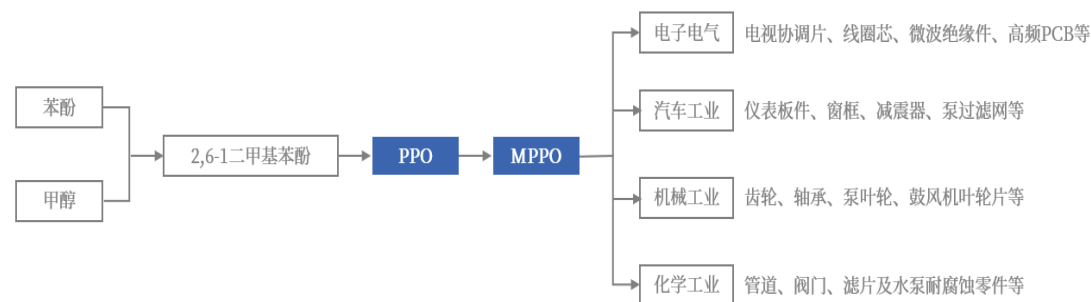 苯酚
甲醇
2,6-1二甲基苯酚
PPO
MPPO
电子电气 电视协调片、线圈芯、微波绝缘件、高频PCB等
汽车工业 仪表板件、窗框、减震器、泵过滤网等
机械工业 齿轮、轴承、泵叶轮、鼓风机叶轮片等
化学工业 管道、阀门、滤片及水泵耐腐蚀零件等